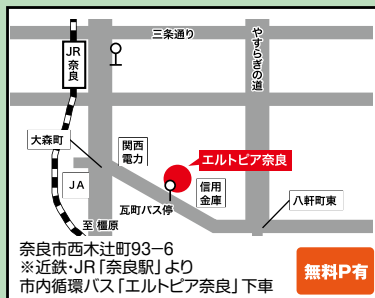 三条通り
やすらぎの道
JR奈良
大森町
関西
電力
エルトピア奈良
JA
信用
金庫
瓦町バス停
八軒町東
至 橿原
奈良市西木辻町93−6
※近鉄・JR「奈良駅」より
市内循環バス「エルトピア奈良」下車
無料P有